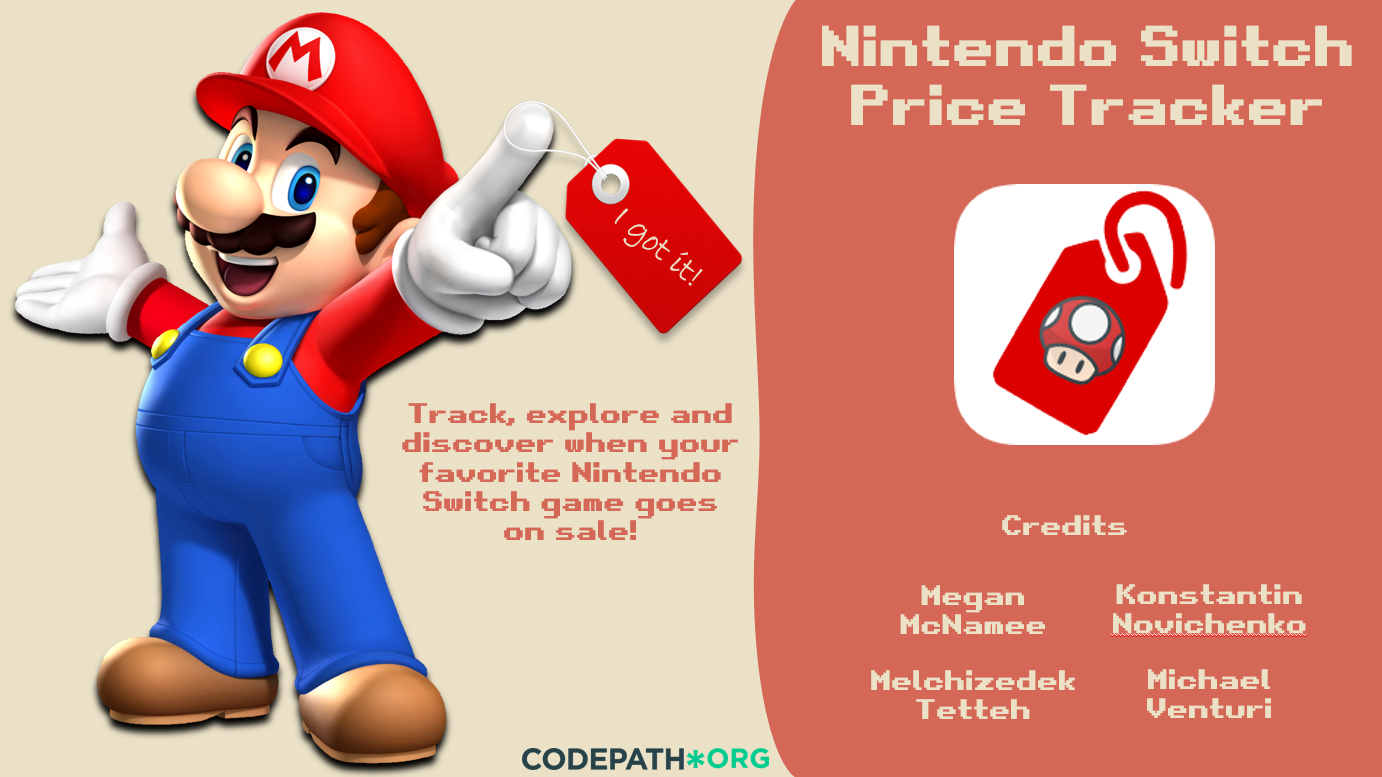 M
I got it!
Track, explore and
discover when your
favorite Nintendo
Switch game goes
on sale!
CODEPATH*ORG
Nintendo Switch
Price Tracker
Credits
Megan
McNamee
Konstantin
Novichenko
Melchizedek
Tetteh
Michael
Venturi